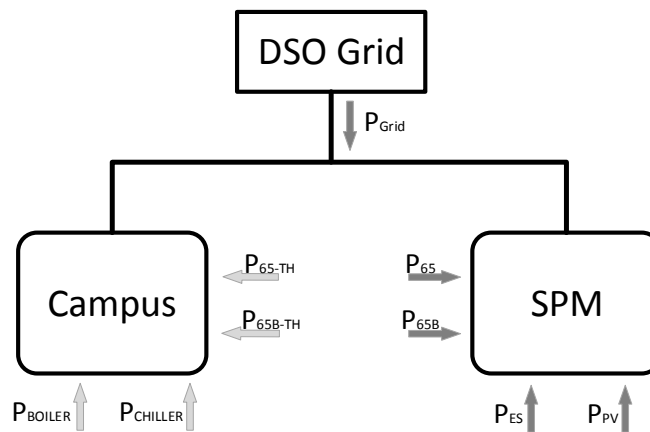 DSO Grid
PGrid
P65-TH
P65
Campus
SPM
P65B-TH
P65B
PBOILER
PCHILLER
PES
PPV